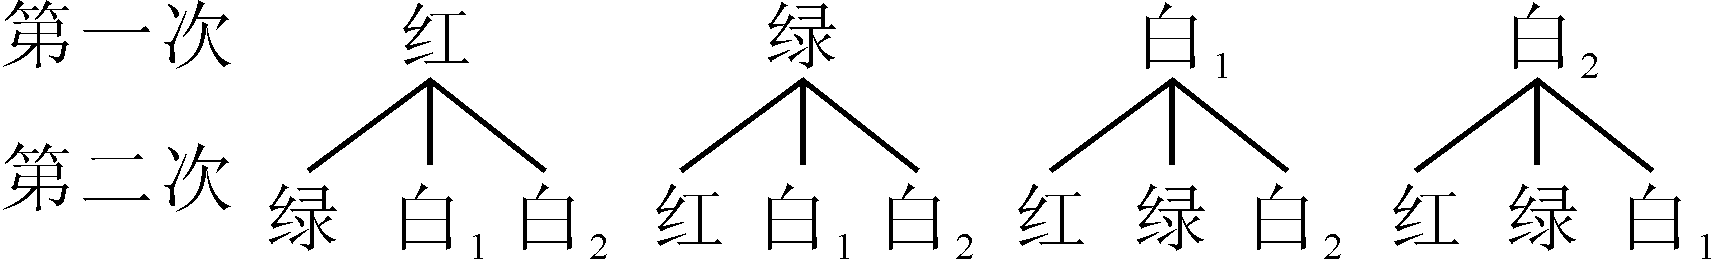 第一次 红 绿 白1 白2
第二次 绿 白1 白2 红 白1 白2 红 绿 白2 红 绿 白1